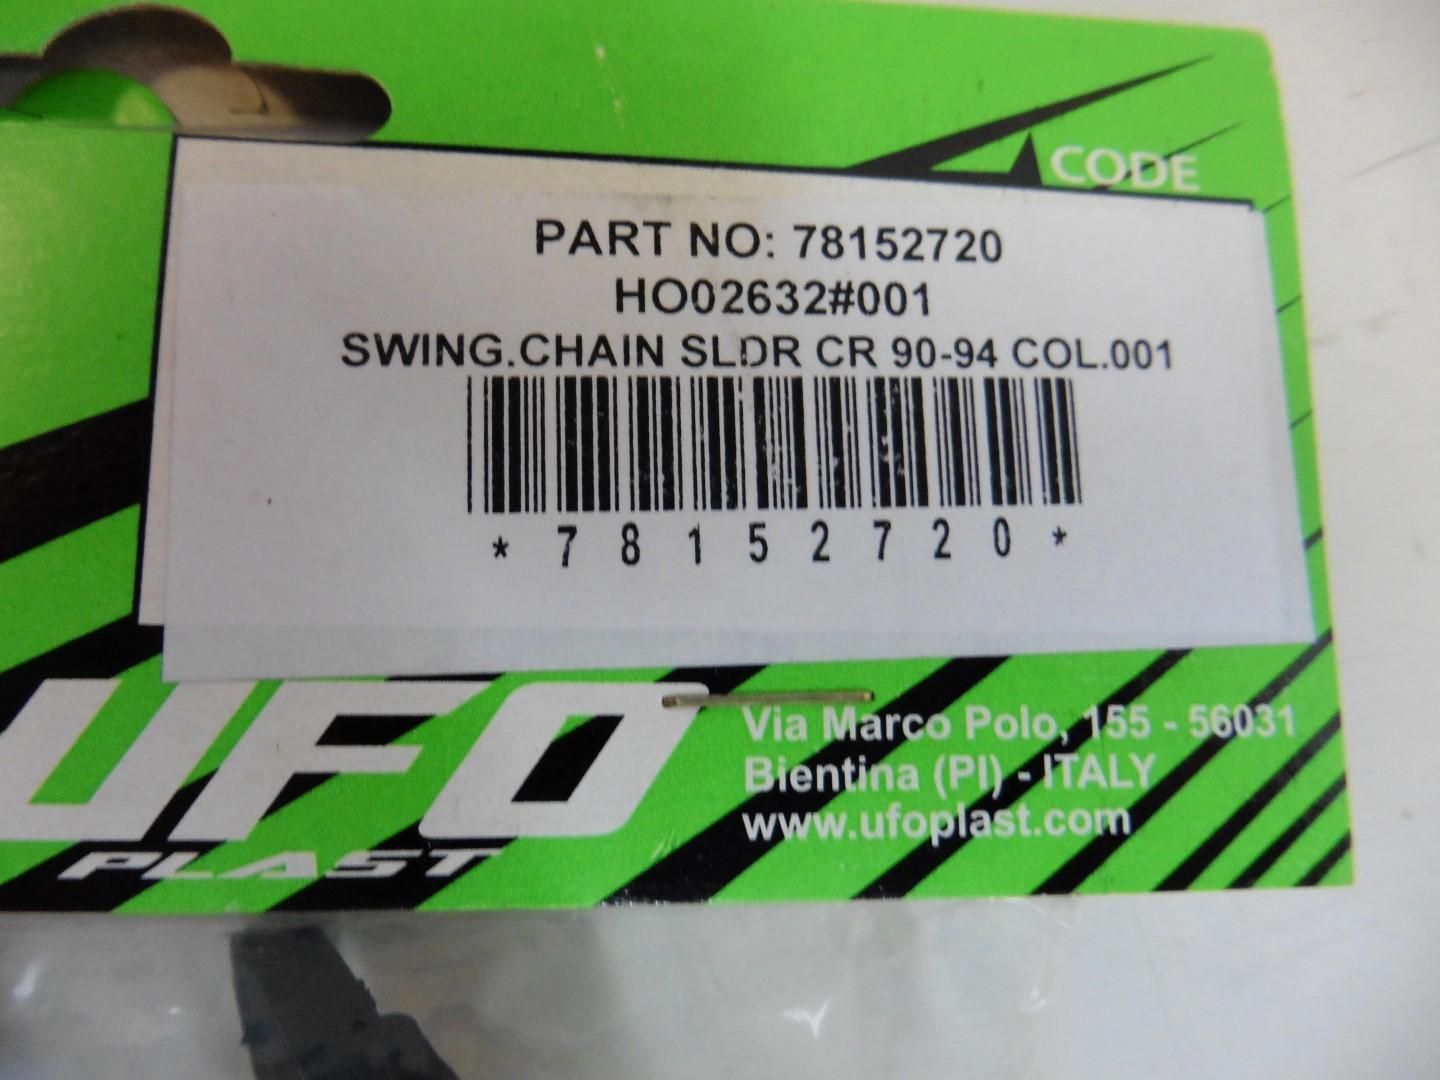 CODE
PART NO: 78152720
HO02632#001
SWING.CHAIN SLDR CR 90-94 COL.001
* 7 8 1 5 2 7 2 0 *
UFO
PLAST
Via Marco Polo, 155 - 56031
Bientina (PI) - ITALY
www.ufoplast.com